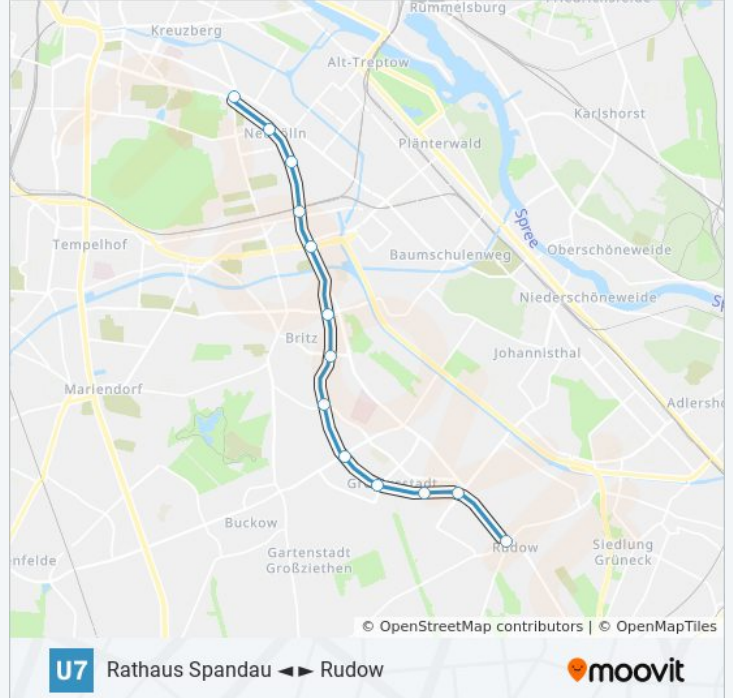 Rummelsburg
Kreuzberg
Alt-Treptow
Karlshorst
Plänterwald
Spree
Tempelhof
Baumschulenweg
Oberschöneweide
Niederschöneweide
Britz
Johannisthal
Mariendorf
Buckow
Gartenstadt
Großziethen
Rudow
Siedlung
Grüneck
© OpenStreetMap contributors | © OpenMapTiles
U7 Rathaus Spandau ◄ ► Rudow
moovit